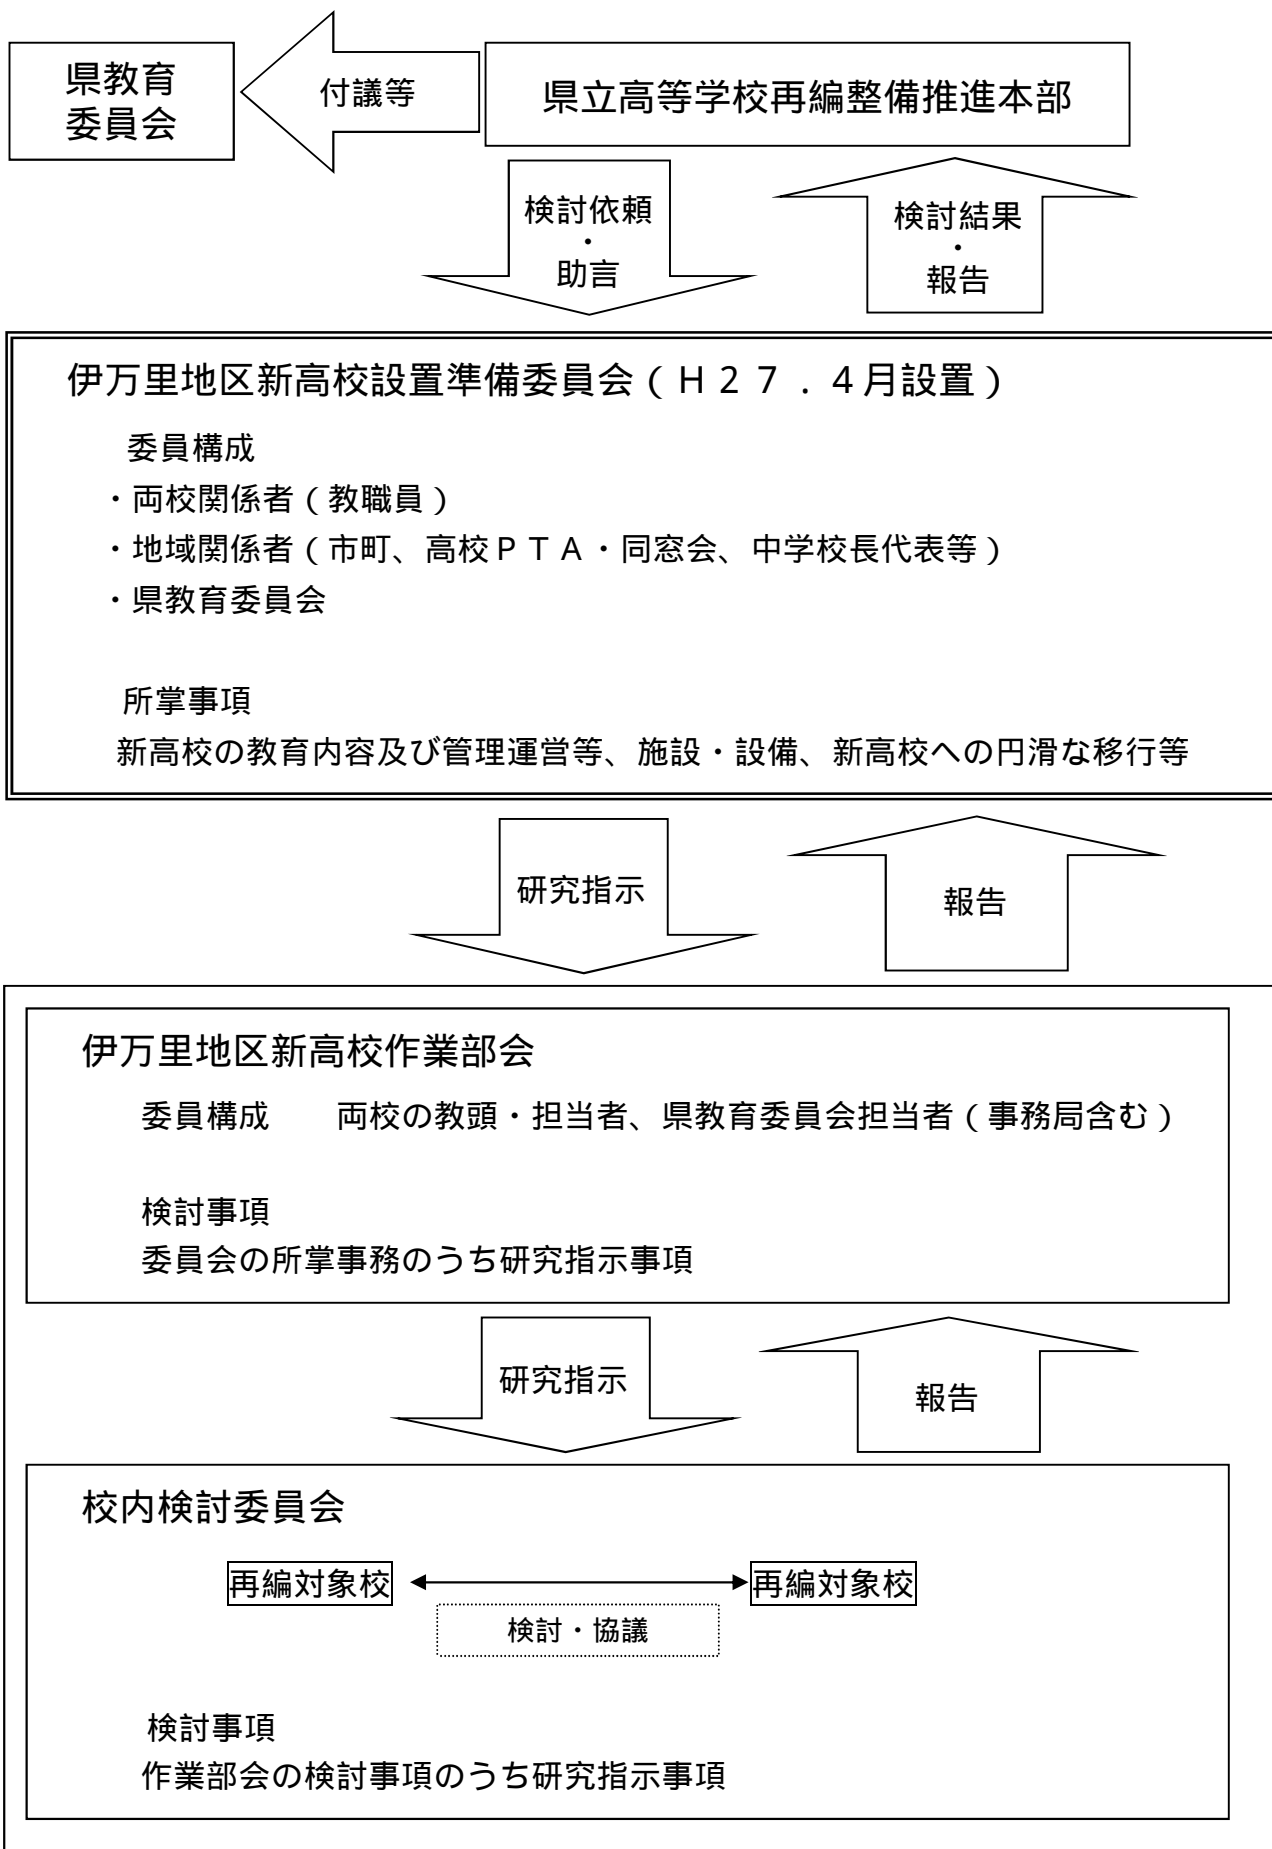 県教育
委員会
付議等
県立高等学校再編整備推進本部
検討依頼
・
助言
検討結果
・
報告
伊万里地区新高校設置準備委員会（Ｈ２７．４月設置）
委員構成
・両校関係者（教職員）
・地域関係者（市町、高校ＰＴＡ・同窓会、中学校長代表等）
・県教育委員会
所掌事項
新高校の教育内容及び管理運営等、施設・設備、新高校への円滑な移行等
研究指示
報告
伊万里地区新高校作業部会
委員構成　　両校の教頭・担当者、県教育委員会担当者（事務局含む）
検討事項
委員会の所掌事務のうち研究指示事項
研究指示
報告
校内検討委員会
再編対象校
再編対象校
検討・協議
検討事項
作業部会の検討事項のうち研究指示事項